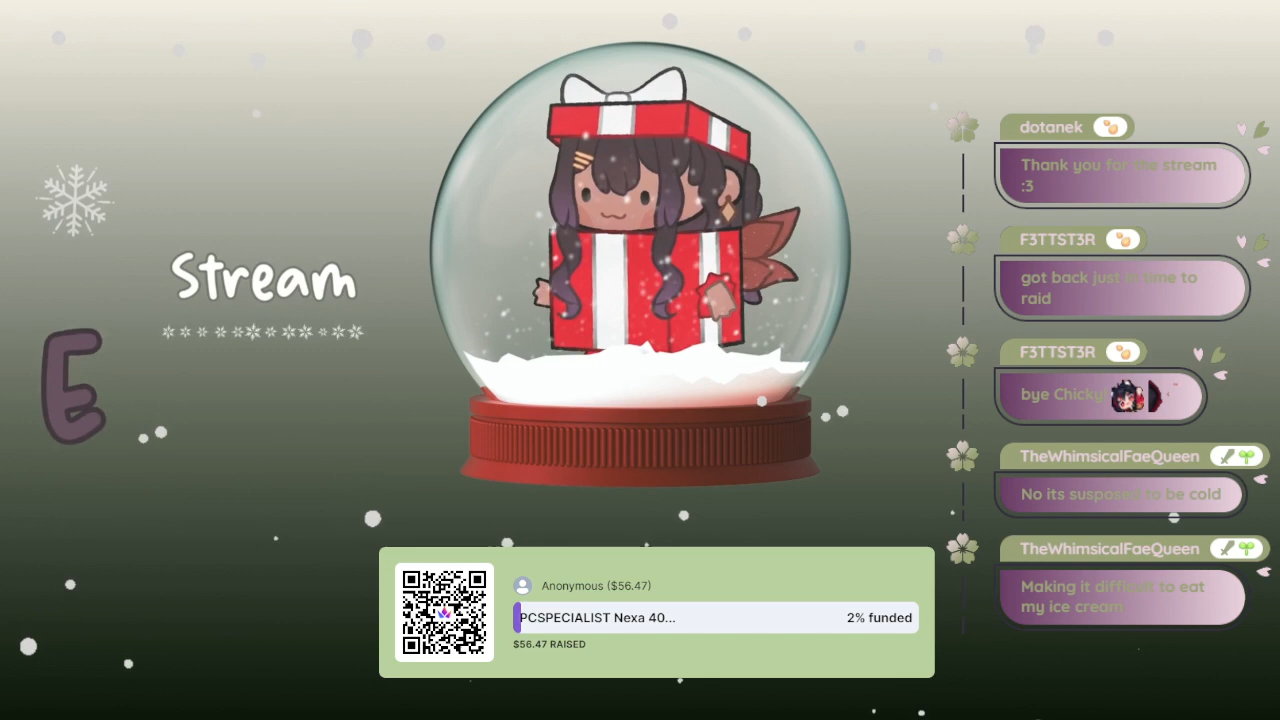 Stream
E
dotanek
Thank you for the stream
:3
F3TTST3R
got back just in time to
raid
F3TTST3R
bye Chicky
TheWhimsicalFaeQueen
No its susposed to be cold
TheWhimsicalFaeQueen
Making it difficult to eat
my ice cream
Anonymous ($56.47)
PCSPECIALIST Nexa 40...
2% funded
$56.47 RAISED